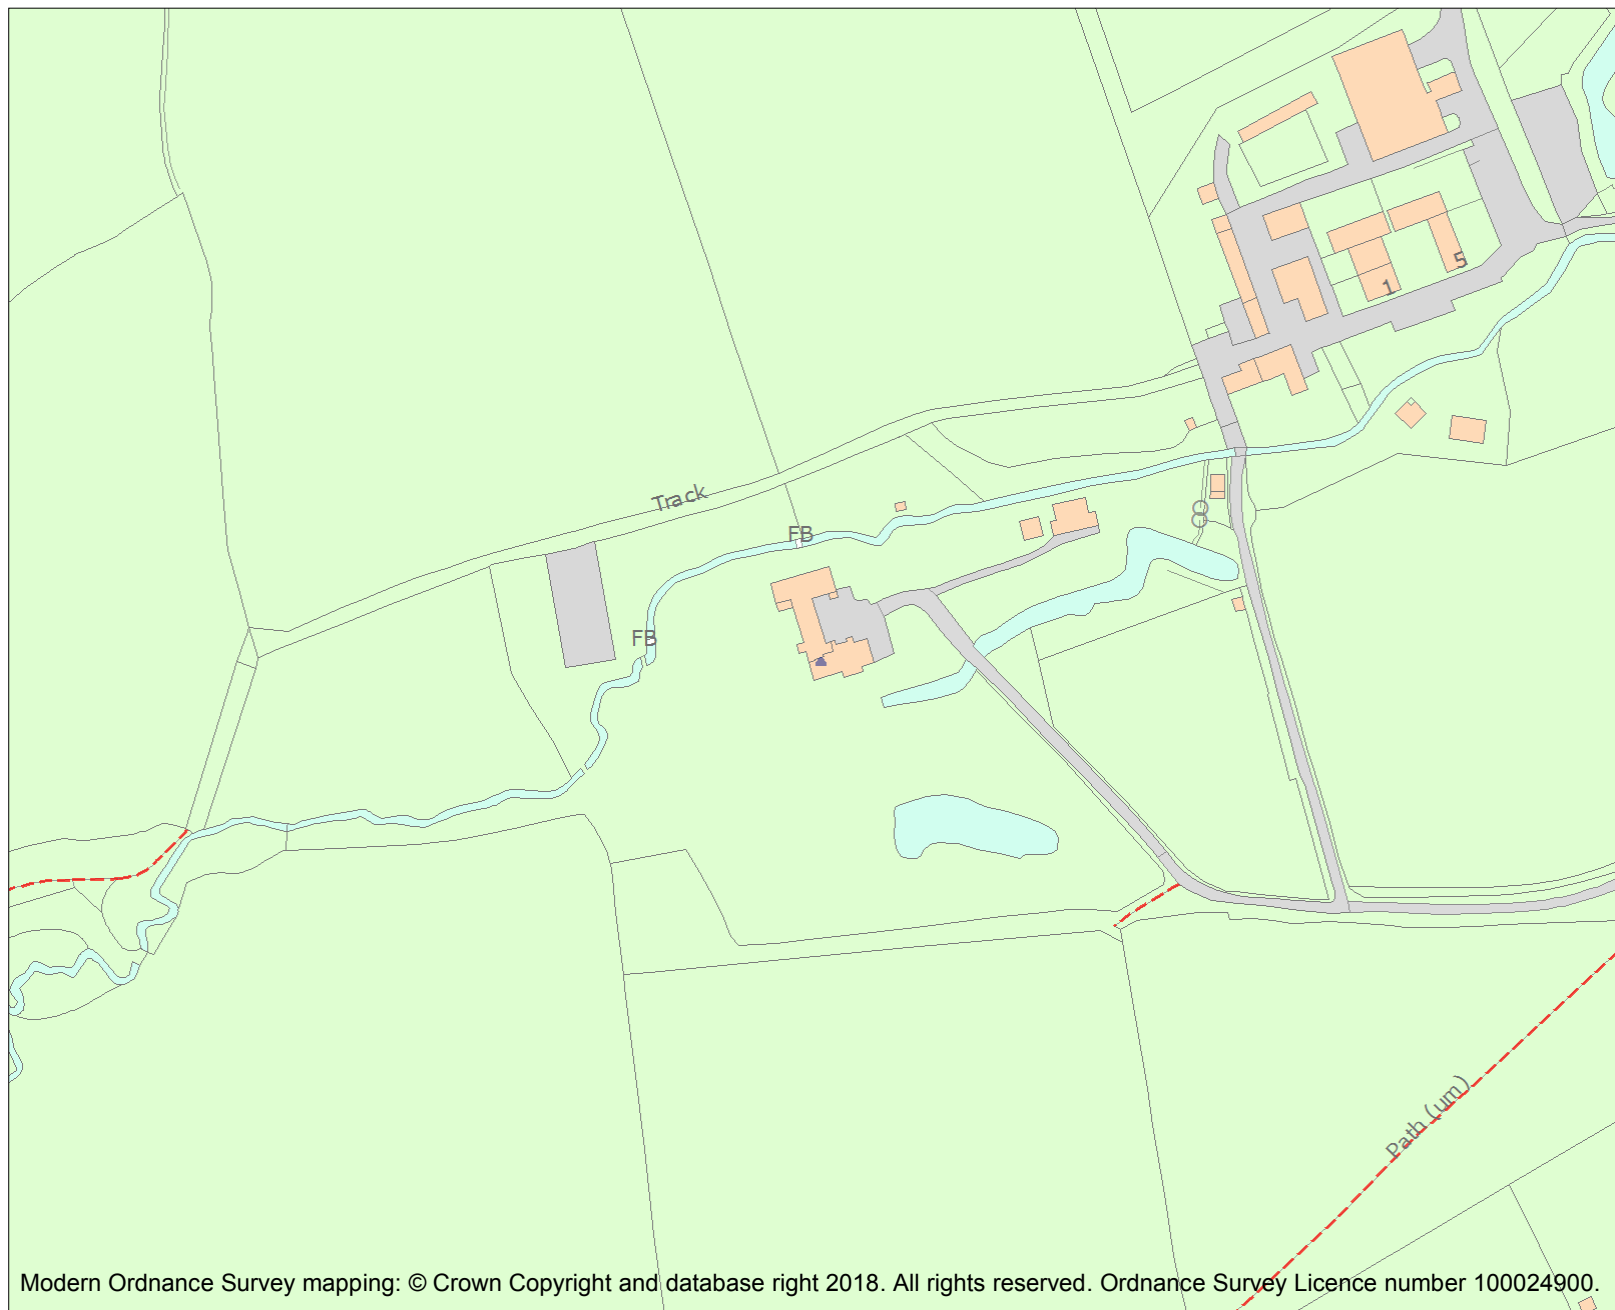 5
1
Track
FB
FB
Path (um)
Modern Ordnance Survey mapping: © Crown Copyright and database right 2018. All rights reserved. Ordnance Survey Licence number 100024900.